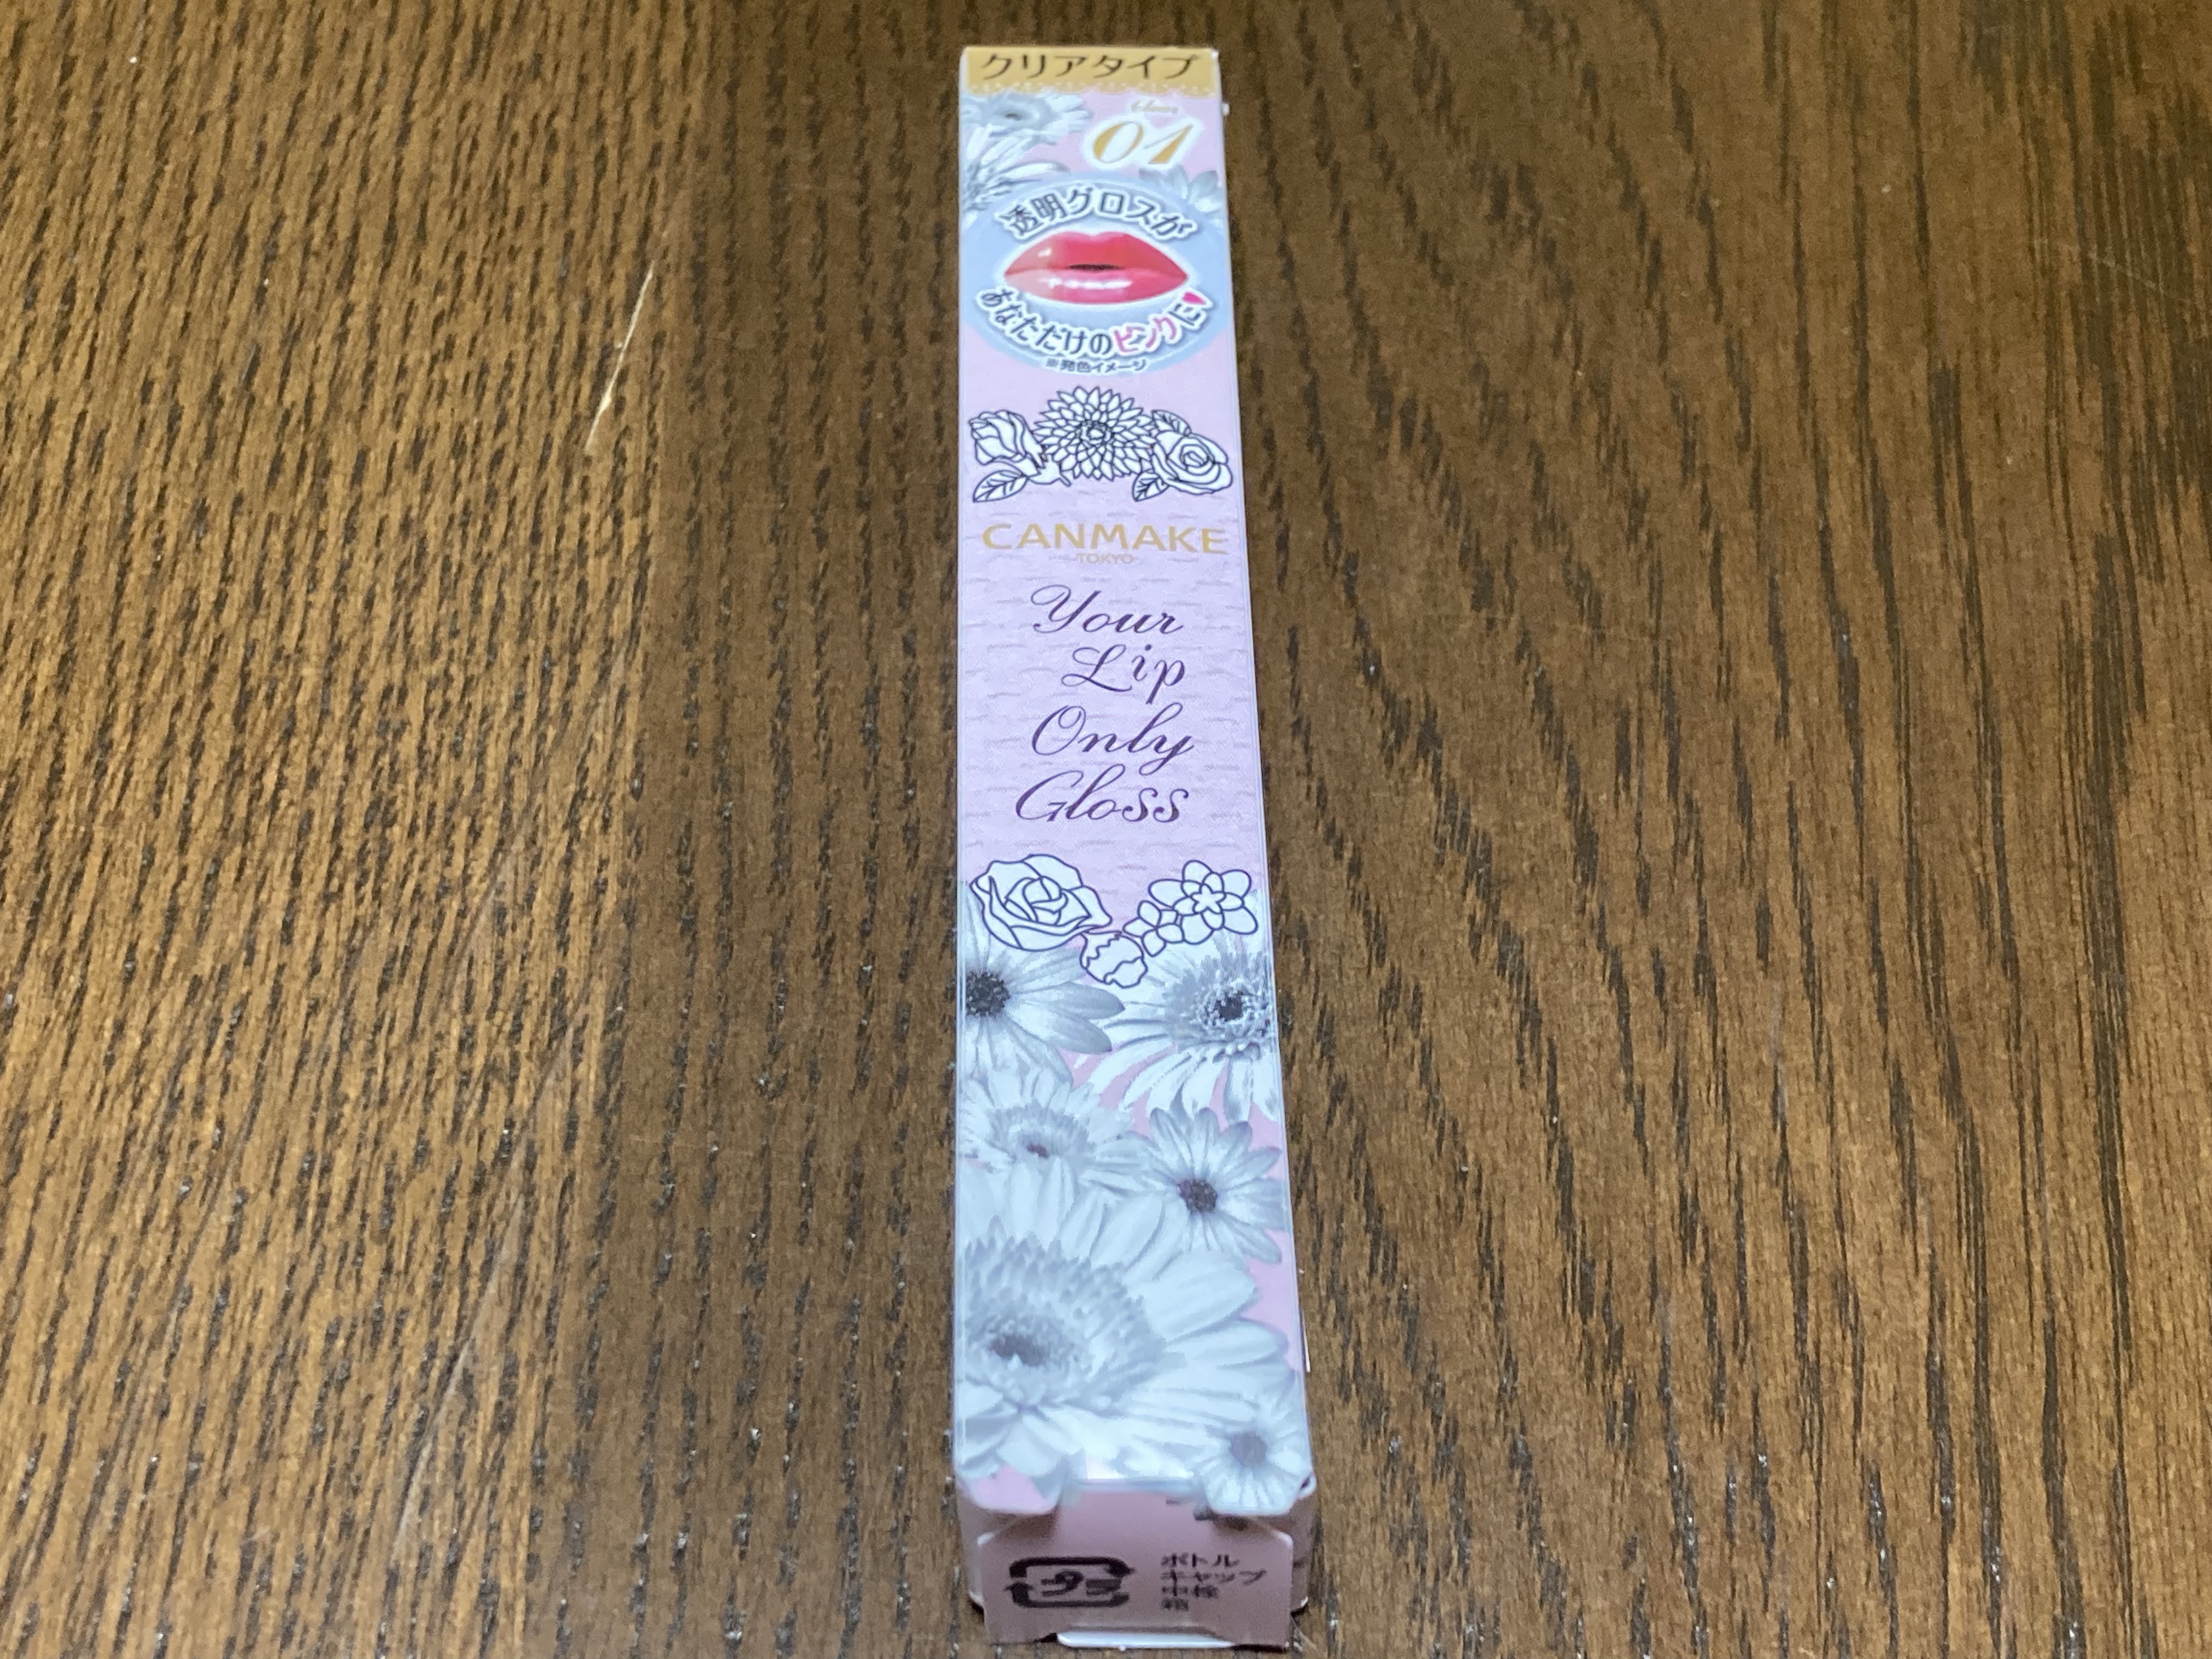 クリアタイプ
01
透明グロスが
あなただけのピンクに
※発色イメージ
CANMAKE
TOKYO
Your
Lip
Only
Gloss
プラ
ボトル
キャップ
中栓
箱